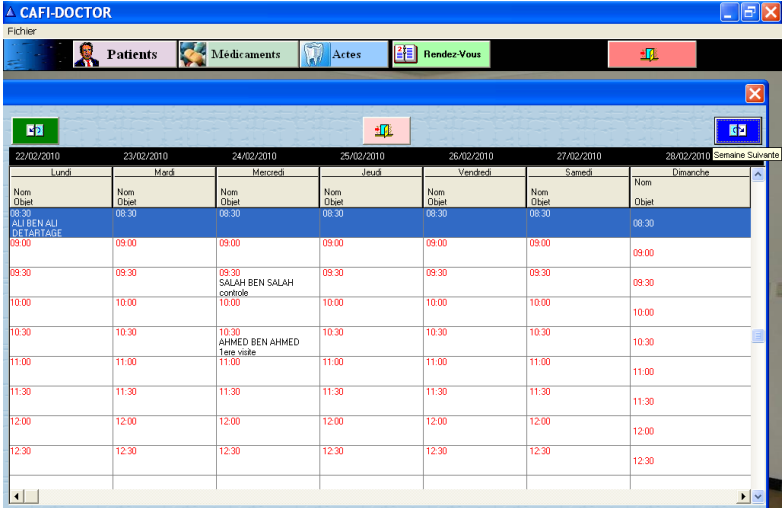 CAFI-DOCTOR
Fichier
Patients
Médicaments
Actes
Rendez-Vous
22/02/2010 23/02/2010 24/02/2010 25/02/2010 26/02/2010 27/02/2010 28/02/2010
Semaine Suivante
Lundi Mardi Mercredi Jeudi Vendredi Samedi Dimanche
Nom Nom Nom Nom Nom Nom Nom
Objet Objet Objet Objet Objet Objet Objet
08:30 08:30 08:30 08:30 08:30 08:30 08:30
ALI BEN ALI
DETARTAGE
09:00 09:00 09:00 09:00 09:00 09:00 09:00
09:30 09:30 09:30 09:30 09:30 09:30 09:30
SALAH BEN SALAH
controle
10:00 10:00 10:00 10:00 10:00 10:00 10:00
10:30 10:30 10:30 10:30 10:30 10:30 10:30
AHMED BEN AHMED
1ere visite
11:00 11:00 11:00 11:00 11:00 11:00 11:00
11:30 11:30 11:30 11:30 11:30 11:30 11:30
12:00 12:00 12:00 12:00 12:00 12:00 12:00
12:30 12:30 12:30 12:30 12:30 12:30 12:30